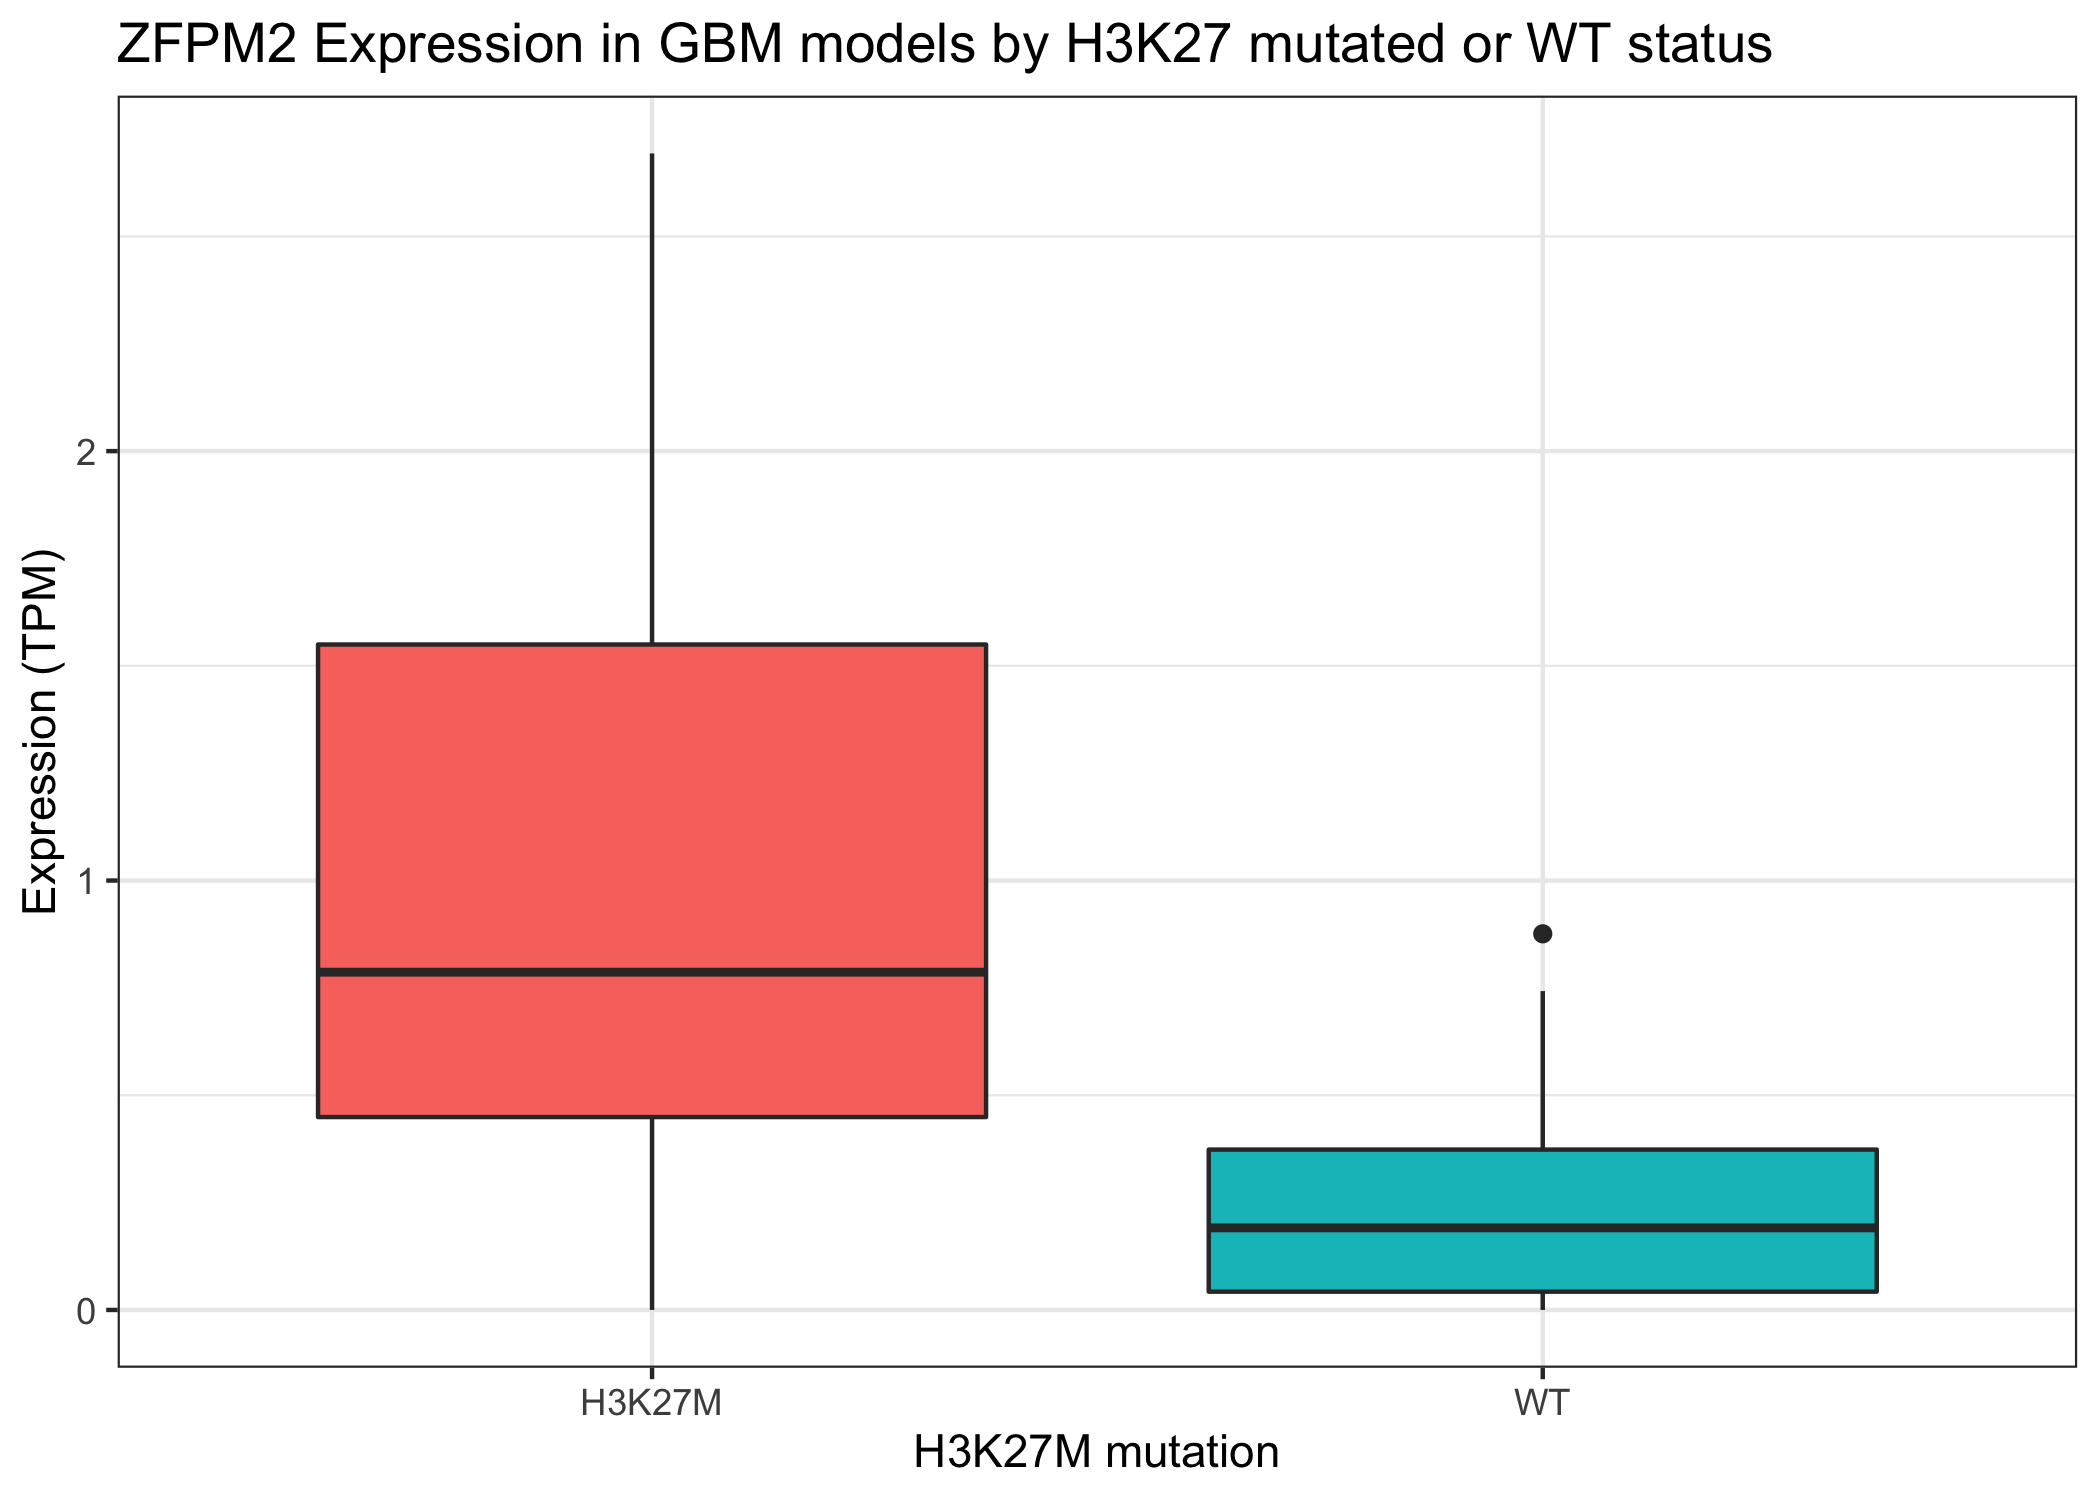 ZFPM2 Expression in GBM models by H3K27 mutated or WT status
Expression (TPM)
2
1
0
H3K27M
WT
H3K27M mutation